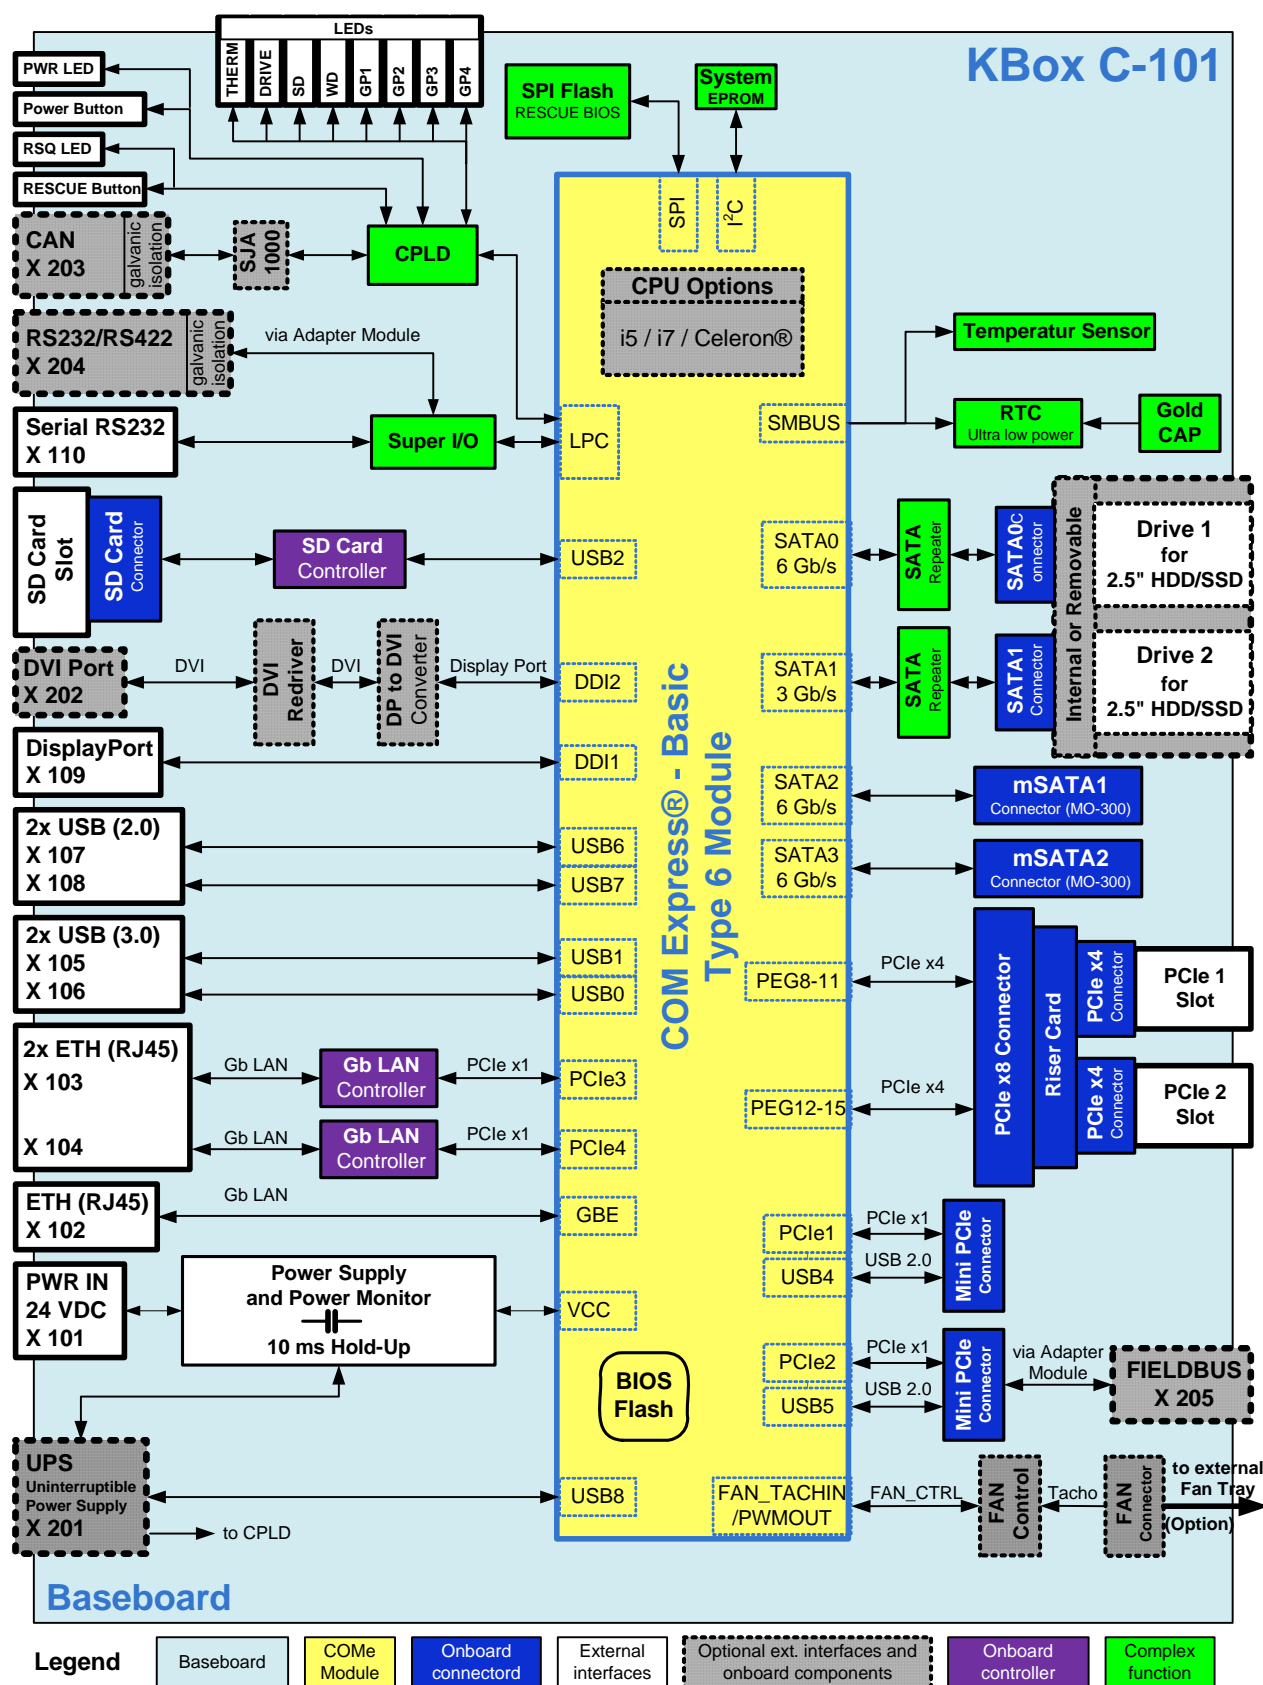 KBox C-101
LEDs
THERM
DRIVE
SD
WD
GP1
GP2
GP3
GP4
PWR LED
Power Button
RSQ LED
RESCUE Button
SPI Flash
RESCUE BIOS
System
EPROM
SPI
I²C
CAN
X 203
galvanic
isolation
SJA
1000
CPLD
CPU Options
i5 / i7 / Celeron®
RS232/RS422
X 204
galvanic
isolation
via Adapter Module
Temperatur Sensor
Serial RS232
X 110
Super I/O
LPC
SMBUS
RTC
Ultra low power
Gold
CAP
SD Card
Slot
SD Card
Connector
SD Card
Controller
USB2
SATA0
6 Gb/s
SATA
Repeater
SATA0C
onnector
Internal or Removable
Drive 1
for
2.5" HDD/SSD
DVI Port
X 202
DVI
DVI
Redriver
DVI
DP to DVI
Converter
Display Port
DDI2
SATA1
3 Gb/s
SATA
Repeater
SATA1
Connector
Drive 2
for
2.5" HDD/SSD
COM Express® - Basic
Type 6 Module
DisplayPort
X 109
DDI1
SATA2
6 Gb/s
mSATA1
Connector (MO-300)
2x USB (2.0)
X 107
X 108
USB6
USB7
SATA3
6 Gb/s
mSATA2
Connector (MO-300)
2x USB (3.0)
X 105
X 106
USB1
USB0
PEG8-11
PCIe x4
PCIe x8 Connector
Riser Card
PCIe x4
Connector
PCIe 1
Slot
2x ETH (RJ45)
X 103
X 104
Gb LAN
Gb LAN
Controller
PCIe x1
PCIe3
Gb LAN
Gb LAN
Controller
PCIe x1
PCIe4
PEG12-15
PCIe x4
PCIe x4
Connector
PCIe 2
Slot
ETH (RJ45)
X 102
Gb LAN
GBE
PCIe1
USB4
PCIe x1
USB 2.0
Mini PCIe
Connector
PWR IN
24 VDC
X 101
Power Supply
and Power Monitor
10 ms Hold-Up
VCC
PCIe2
USB5
PCIe x1
USB 2.0
Mini PCIe
Connector
via Adapter
Module
FIELDBUS
X 205
BIOS
Flash
UPS
Uninterruptible
Power Supply
X 201
to CPLD
USB8
FAN_TACHIN
/PWMOUT
FAN_CTRL
FAN
Control
Tacho
FAN
Connector
to external
Fan Tray
(Option)
Baseboard
Legend
Baseboard
COMe
Module
Onboard
connectord
External
interfaces
Optional ext. interfaces and
onboard components
Onboard
controller
Complex
function